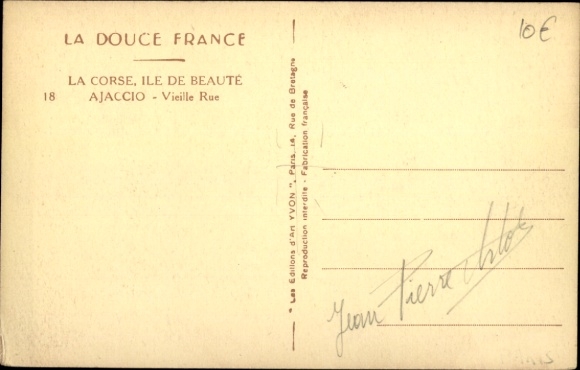 LA DOUCE FRANCE
LA CORSE, ILE DE BEAUTÉ
18 AJACCIO - Vieille Rue
" Les Editions d'Art YVON ", Paris, 14, Rue de Bretagne
Reproduction interdite - Fabrication française
10€
Jean Pierre